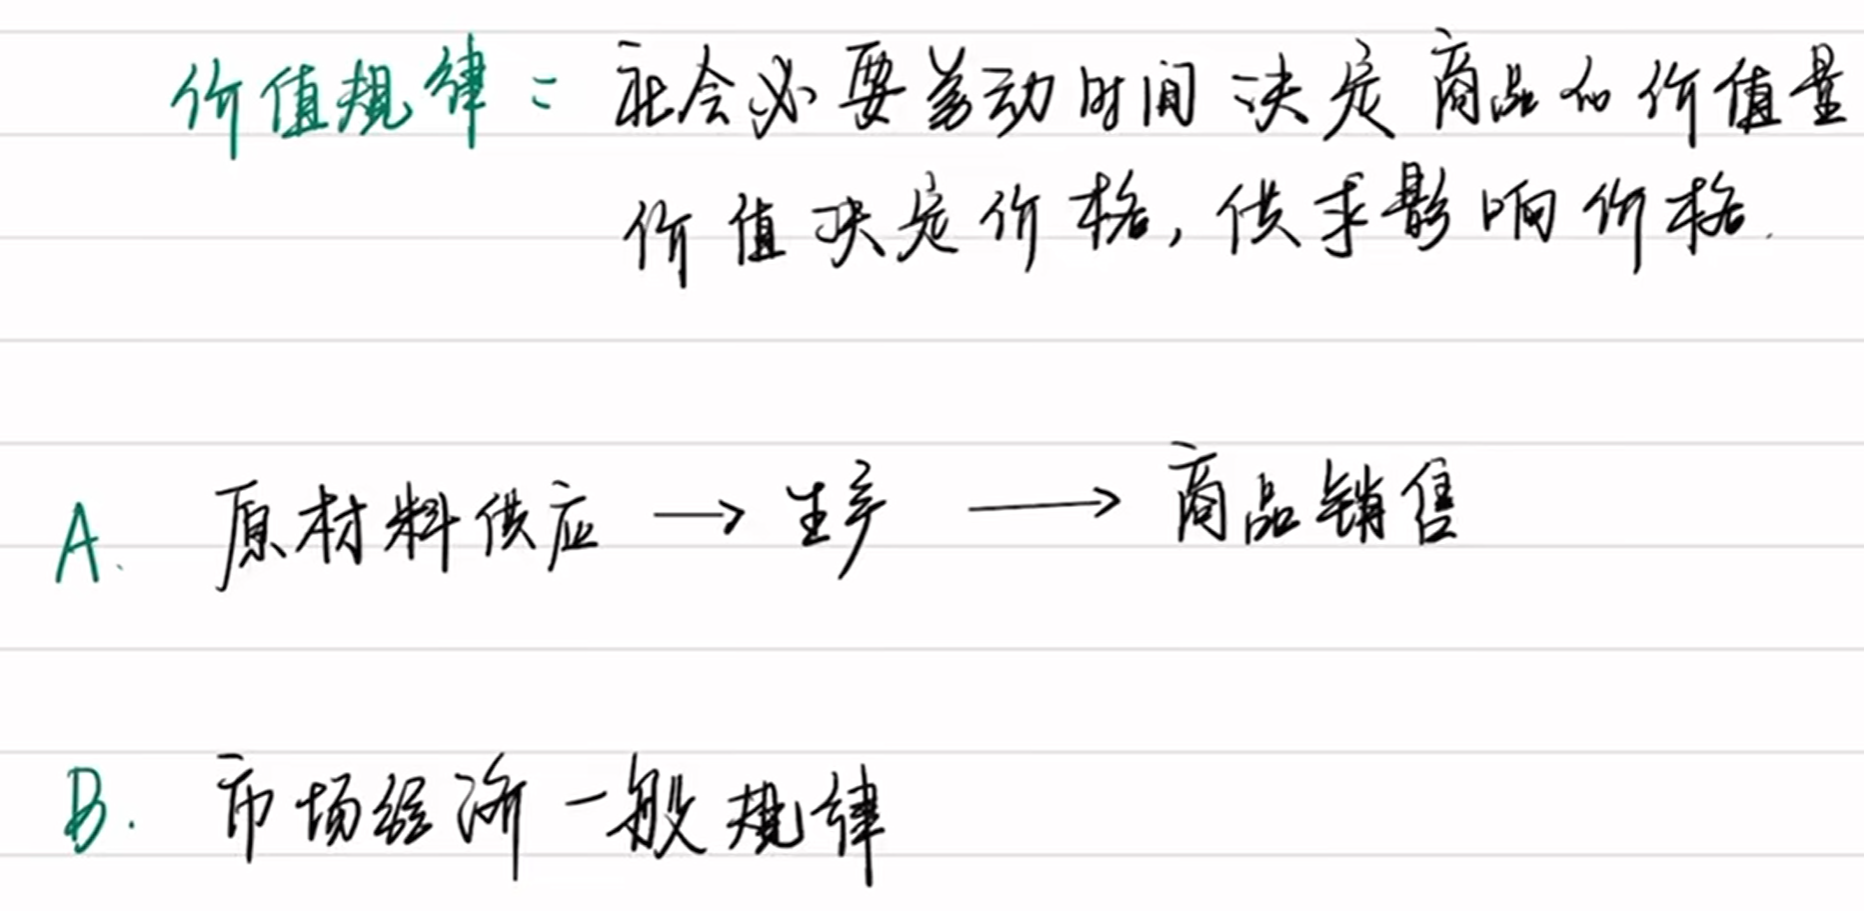 价值规律：社会必要劳动时间决定商品的价值量
价值决定价格，供求影响价格.
A. 原材料供应 → 生产 → 商品销售
B. 市场经济一般规律